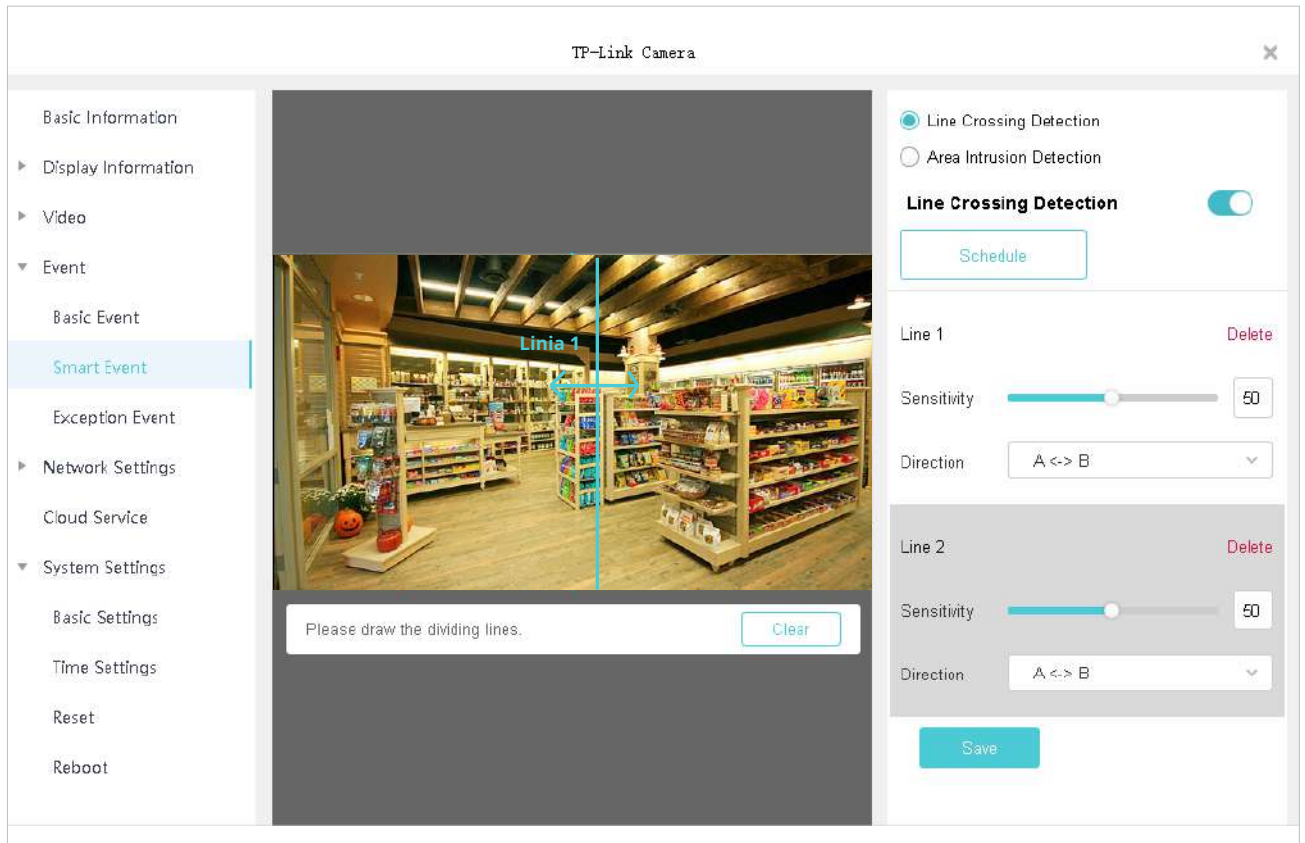 TP-Link Camera
Basic Information
Display Information
Video
Event
Basic Event
Smart Event
Exception Event
Network Settings
Cloud Service
System Settings
Basic Settings
Time Settings
Reset
Reboot
Linia 1
Please draw the dividing lines.
Clear
Line Crossing Detection
Area Intrusion Detection
Line Crossing Detection
Schedule
Line 1 Delete
Sensitivity 50
Direction A <-> B
Line 2 Delete
Sensitivity 50
Direction A <-> B
Save